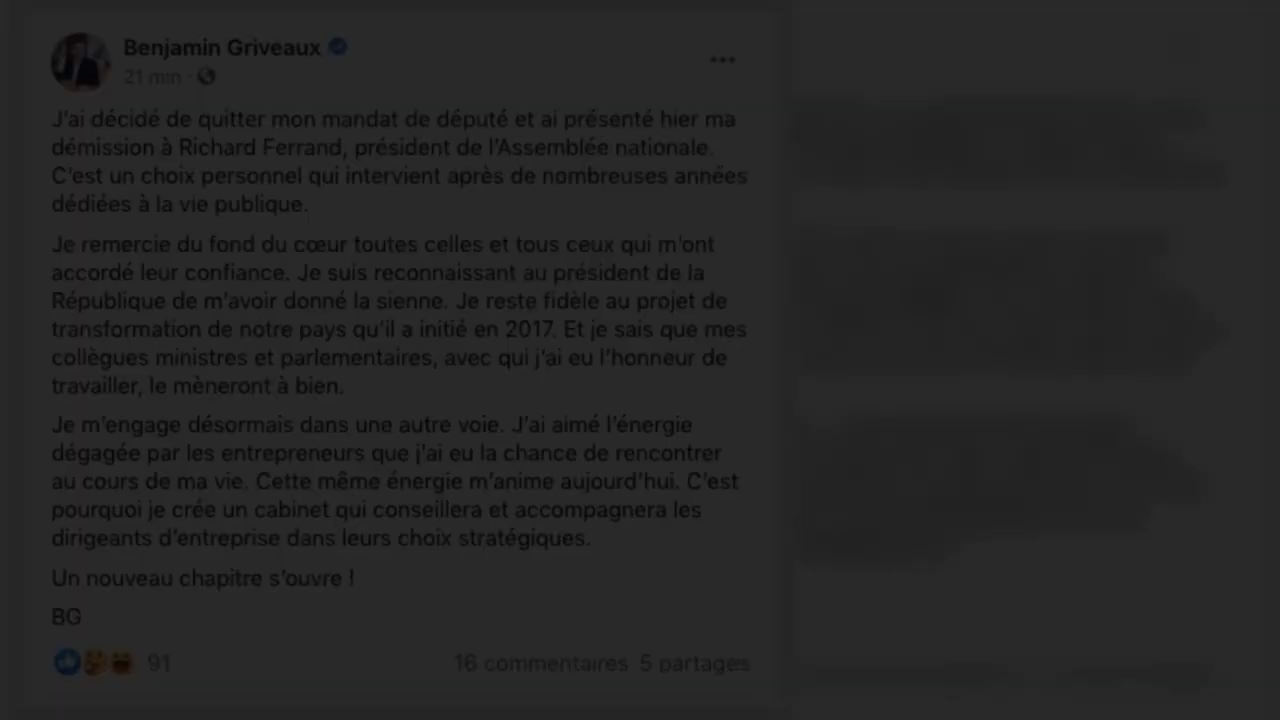 Benjamin Griveaux
21 min ·
J'ai décidé de quitter mon mandat de député et ai présenté hier ma
démission à Richard Ferrand, président de l'Assemblée nationale.
C'est un choix personnel qui intervient après de nombreuses années
dédiées à la vie publique.
Je remercie du fond du cœur toutes celles et tous ceux qui m'ont
accordé leur confiance. Je suis reconnaissant au président de la
République de m'avoir donné la sienne. Je reste fidèle au projet de
transformation de notre pays qu'il a initié en 2017. Et je sais que mes
collègues ministres et parlementaires, avec qui j'ai eu l'honneur de
travailler, le mèneront à bien.
Je m'engage désormais dans une autre voie. J'ai aimé l'énergie
dégagée par les entrepreneurs que j'ai eu la chance de rencontrer
au cours de ma vie. Cette même énergie m'anime aujourd'hui. C'est
pourquoi je crée un cabinet qui conseillera et accompagnera les
dirigeants d'entreprise dans leurs choix stratégiques.
Un nouveau chapitre s'ouvre !
BG
91 16 commentaires 5 partages